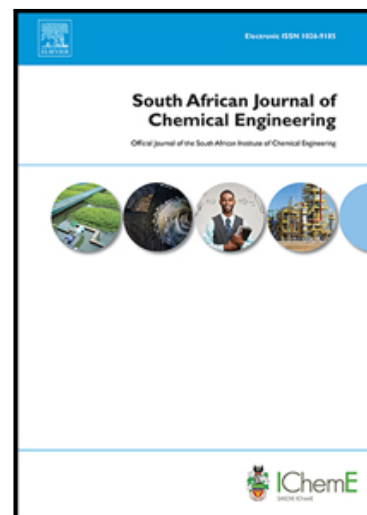 ELSEVIER
Electronic ISSN 1026-9185
South African Journal of
Chemical Engineering
Official Journal of the South African Institute of Chemical Engineering
IChemE